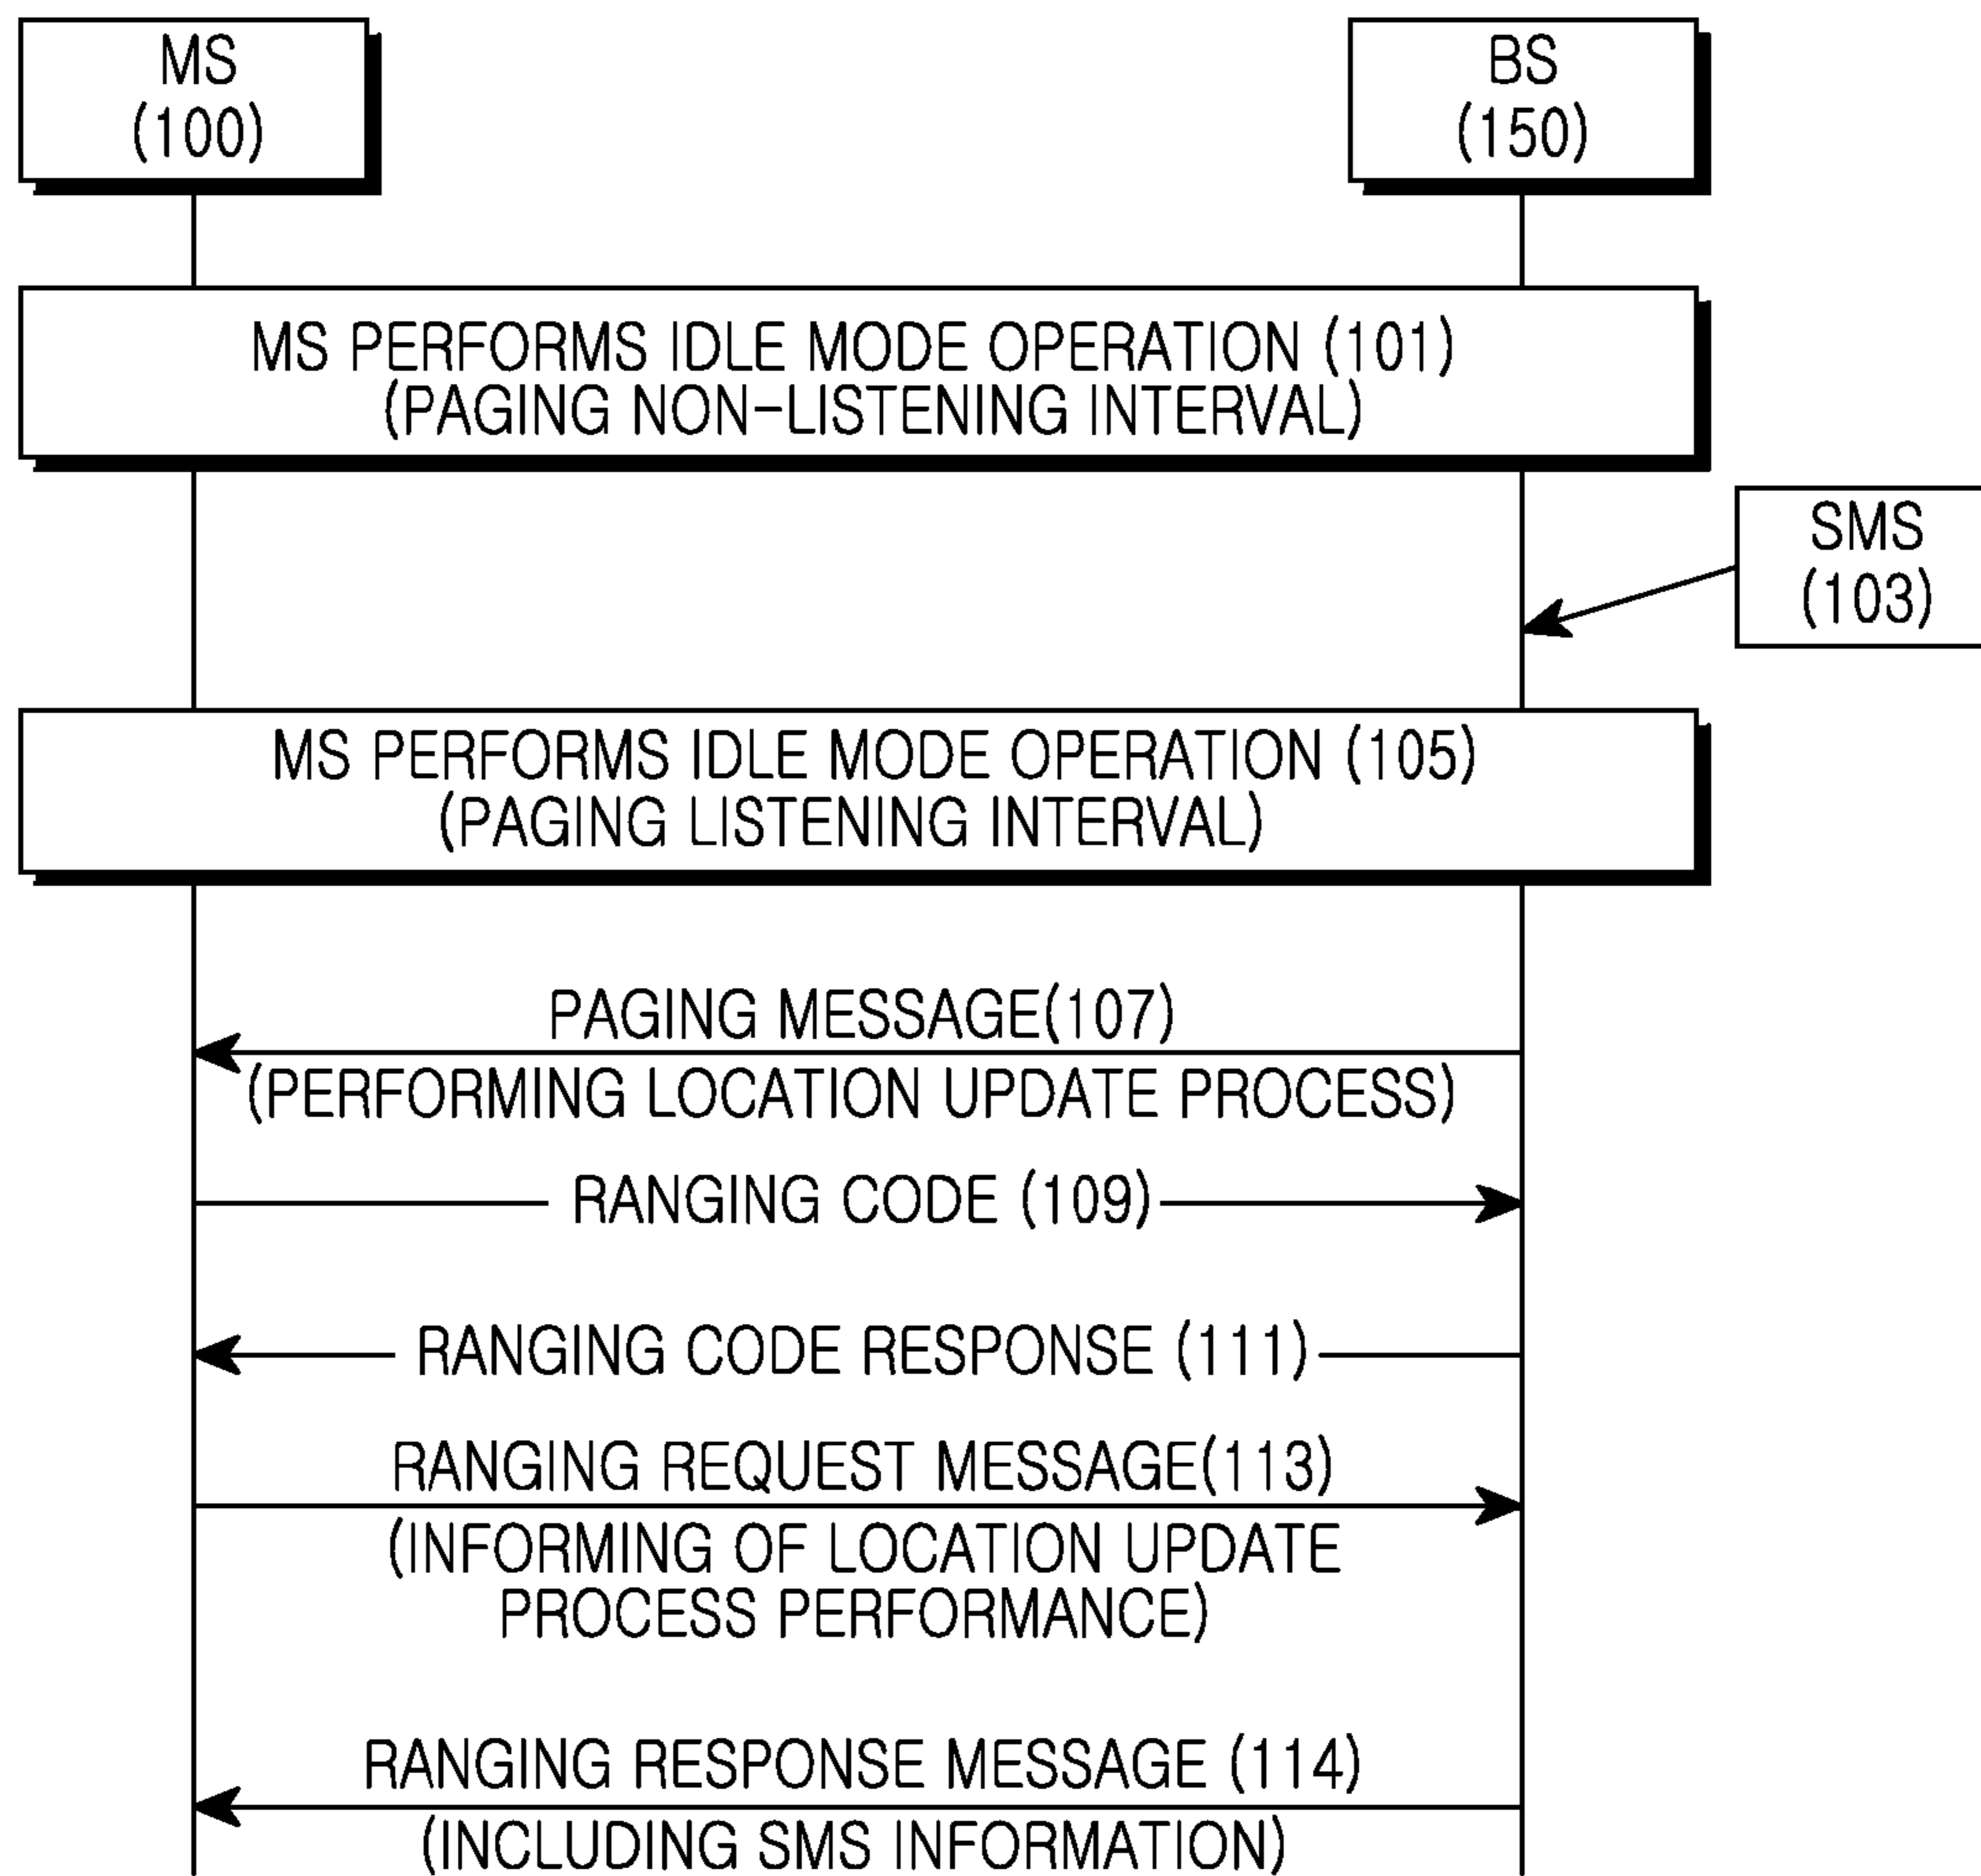 MS
(100)
BS
(150)
MS PERFORMS IDLE MODE OPERATION (101)
(PAGING NON-LISTENING INTERVAL)
SMS
(103)
MS PERFORMS IDLE MODE OPERATION (105)
(PAGING LISTENING INTERVAL)
PAGING MESSAGE(107)
(PERFORMING LOCATION UPDATE PROCESS)
RANGING CODE (109)
RANGING CODE RESPONSE (111)
RANGING REQUEST MESSAGE(113)
(INFORMING OF LOCATION UPDATE
PROCESS PERFORMANCE)
RANGING RESPONSE MESSAGE (114)
(INCLUDING SMS INFORMATION)